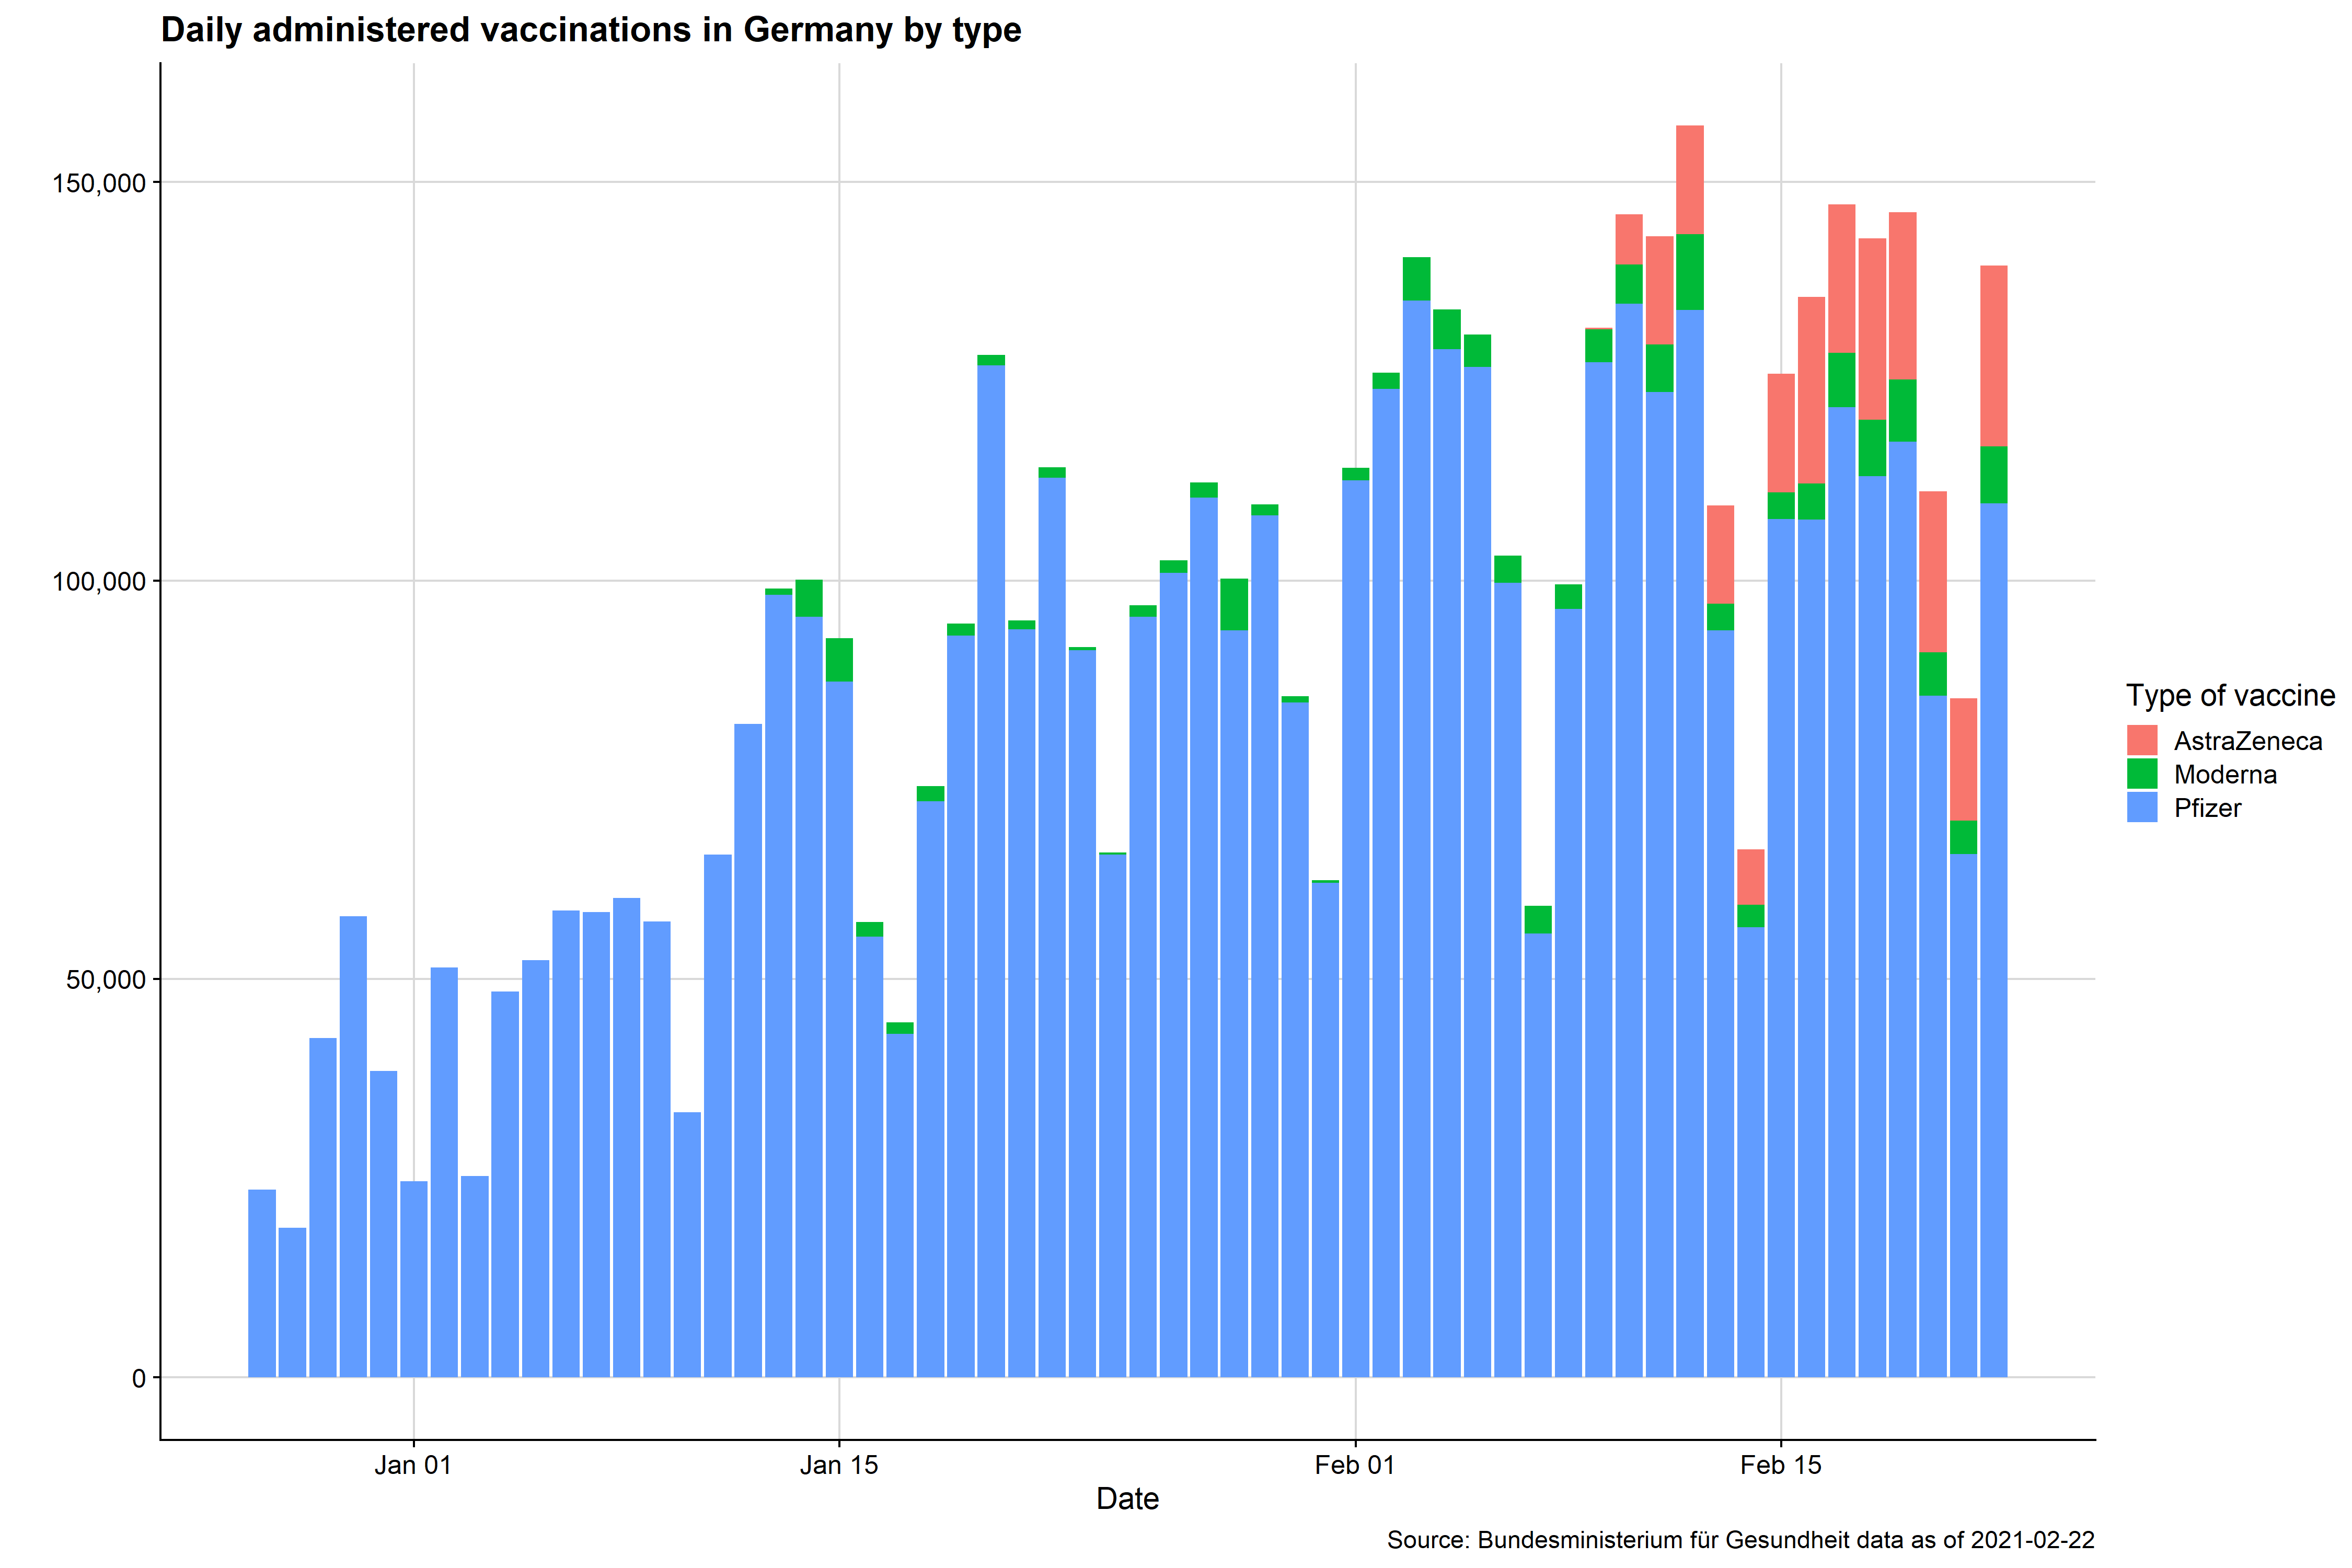 Daily administered vaccinations in Germany by type
150,000
100,000
50,000
0
Jan 01
Jan 15
Feb 01
Feb 15
Date
Type of vaccine
AstraZeneca
Moderna
Pfizer
Source: Bundesministerium für Gesundheit data as of 2021-02-22